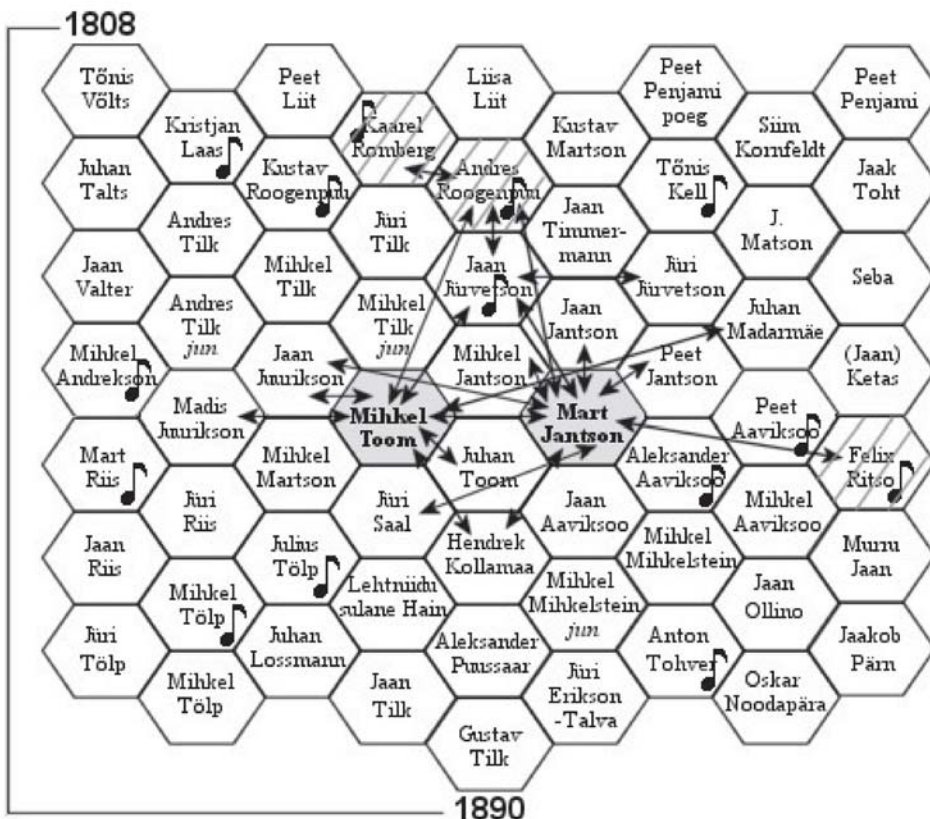 1808
Tõnis
Võlts
Peet
Liit
Liisa
Liit
Peet
Penjami
poeg
Peet
Penjami
Kristjan
Laas
Kaarel
Romberg
Kustav
Martson
Siim
Kornfeldt
Juhan
Talts
Kustav
Roogenpuu
Andres
Roogenpuu
Tõnis
Kell
Jaak
Toht
Andres
Tilk
Jüri
Tilk
Jaan
Timmer-
mann
J.
Matson
Jaan
Valter
Mihkel
Tilk
Jaan
Jürvetson
Jüri
Jürvetson
Seba
Andres
Tilk
jun
Mihkel
Tilk
jun
Jaan
Jantson
Juhan
Madarmäe
Mihkel
Andrekson
Jaan
Juurikson
Mihkel
Jantson
Peet
Jantson
(Jaan)
Ketas
Madis
Juurikson
Mihkel
Toom
Mart
Jantson
Peet
Aaviksoo
Mart
Riis
Mihkel
Martson
Juhan
Toom
Aleksander
Aaviksoo
Felix
Ritso
Jüri
Riis
Jüri
Saal
Jaan
Aaviksoo
Mihkel
Aaviksoo
Jaan
Riis
Julius
Tölp
Hendrek
Kollamaa
Mihkel
Mihkelstein
Murru
Jaan
Mihkel
Tölp
Lehtniidu
sulane Hain
Mihkel
Mihkelstein
jun
Jaan
Ollino
Jüri
Tölp
Juhan
Lossmann
Aleksander
Puussaar
Anton
Tohver
Jaakob
Pärn
Mihkel
Tölp
Jaan
Tilk
Jüri
Erikson
-Talva
Oskar
Noodapära
Gustav
Tilk
1890